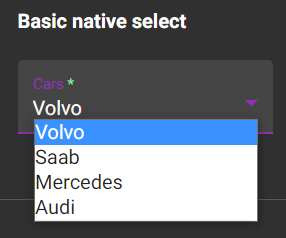 Basic native select
Cars *
Volvo
Volvo
Saab
Mercedes
Audi